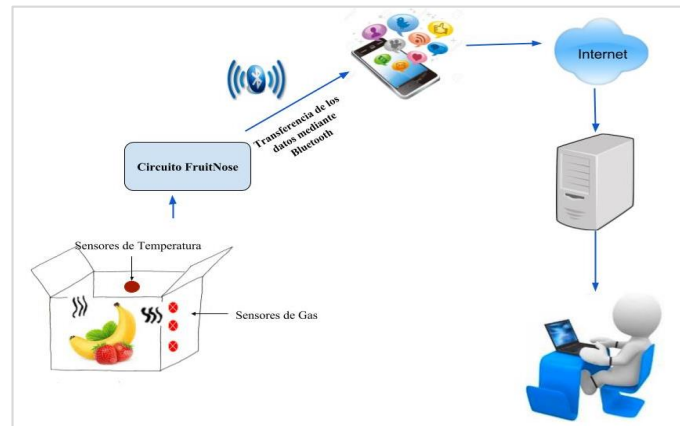 Internet
Transferencia de los
datos mediante
Bluetooth
Circuito FruitNose
Sensores de Temperatura
Sensores de Gas